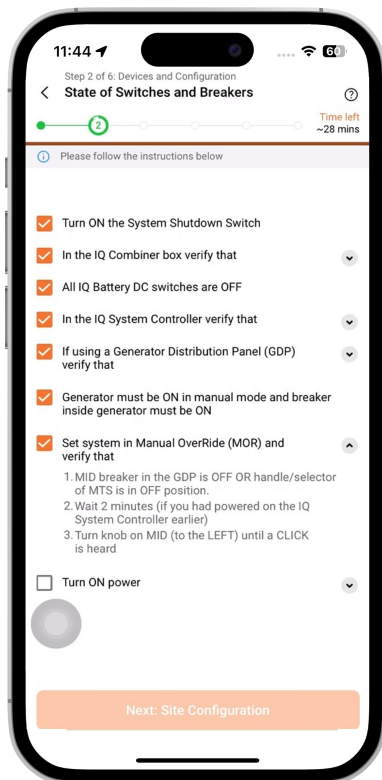 11:44
60
Step 2 of 6: Devices and Configuration
State of Switches and Breakers
Time left
2
~28 mins
Please follow the instructions below
Turn ON the System Shutdown Switch
In the IQ Combiner box verify that
All IQ Battery DC switches are OFF
In the IQ System Controller verify that
If using a Generator Distribution Panel (GDP)
verify that
Generator must be ON in manual mode and breaker
inside generator must be ON
Set system in Manual OverRide (MOR) and
verify that
1. MID breaker in the GDP is OFF OR handle/selector
of MTS is in OFF position.
2. Wait 2 minutes (if you had powered on the IQ
System Controller earlier)
3. Turn knob on MID (to the LEFT) until a CLICK
is heard
Turn ON power
Next: Site Configuration